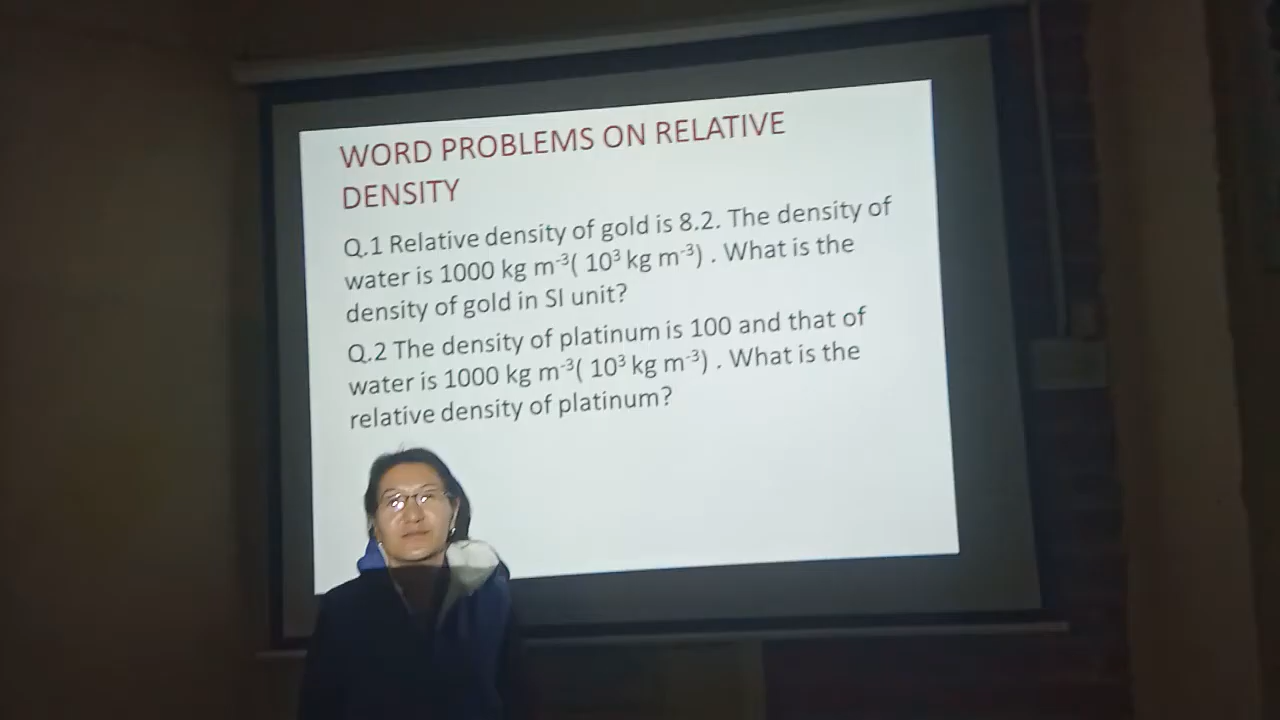 WORD PROBLEMS ON RELATIVE
DENSITY
Q.1 Relative density of gold is 8.2. The density of
water is 1000 kg m⁻³( 10³ kg m⁻³) . What is the
density of gold in SI unit?
Q.2 The density of platinum is 100 and that of
water is 1000 kg m⁻³( 10³ kg m⁻³) . What is the
relative density of platinum?